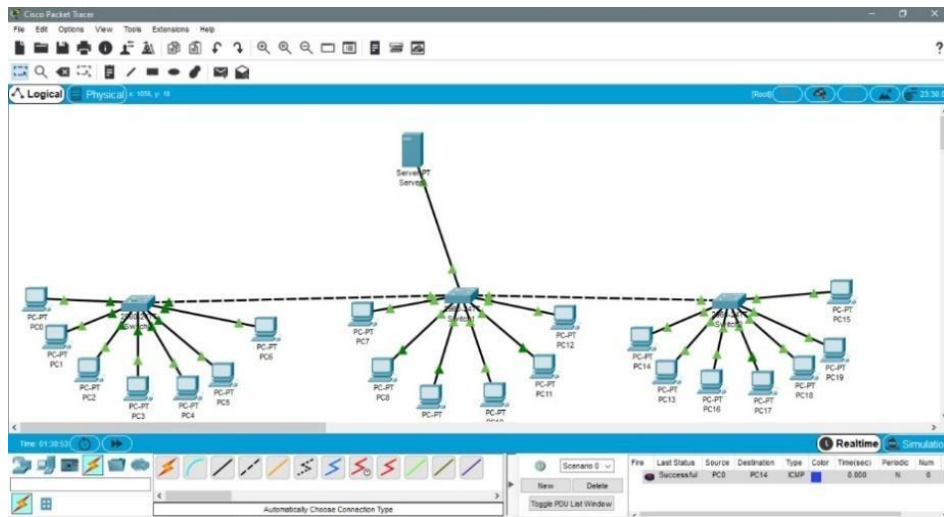 Cisco Packet Tracer
File Edit Options View Tools Extensions Help
?
Logical Physical x: 1058, y: 18 [Root] 23:30:0
Server-PT
PC-PT
PC0
PC-PT
PC1
PC-PT
PC2
PC-PT
PC3
PC-PT
PC4
PC-PT
PC5
PC-PT
PC6
PC-PT
PC7
PC-PT
PC8
PC-PT
PC-PT
PC-PT
PC11
PC-PT
PC12
PC-PT
PC14
PC-PT
PC13
PC-PT
PC16
PC-PT
PC17
PC-PT
PC18
PC-PT
PC19
PC-PT
PC15
Time: 01:38:53 Realtime Simulation
Scenario 0
New Delete
Toggle PDU List Window
Automatically Choose Connection Type
Fire Last Status Source Destination Type Color Time(sec) Periodic Num
Successful PC0 PC14 ICMP 0.000 N 0